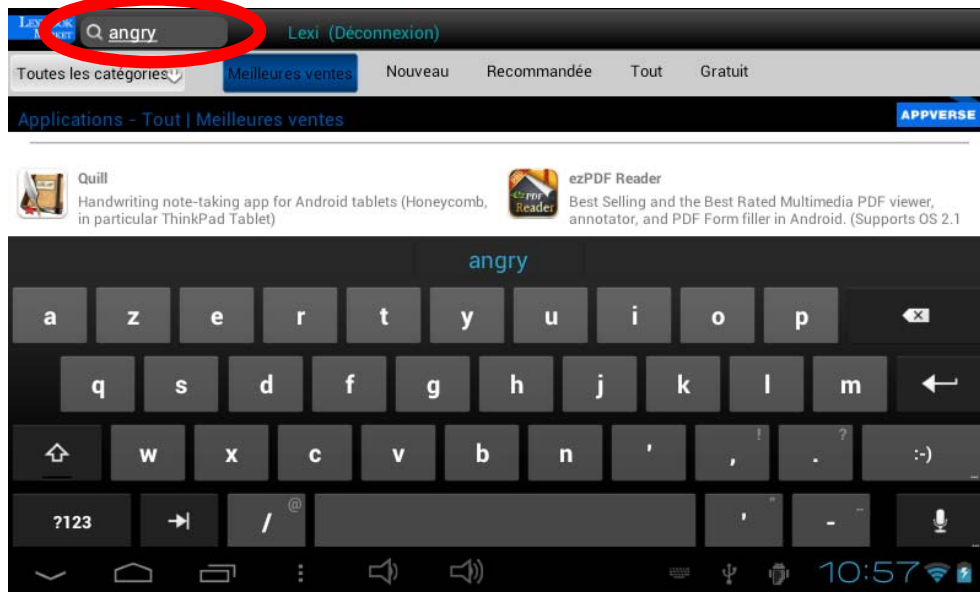 angry Lexi (Déconnexion)
Toutes les catégories Meilleures ventes Nouveau Recommandée Tout Gratuit
Applications - Tout | Meilleures ventes APPVERSE
Quill
Handwriting note-taking app for Android tablets (Honeycomb,
in particular ThinkPad Tablet)
ezPDF Reader
Best Selling and the Best Rated Multimedia PDF viewer,
annotator, and PDF Form filler in Android. (Supports OS 2.1
ezPDF
Reader
angry
a z e r t y u i o p
q s d f g h j k l m
w x c v b n ' , ! . ? :-)
?123 / @ ' " - _
10:57